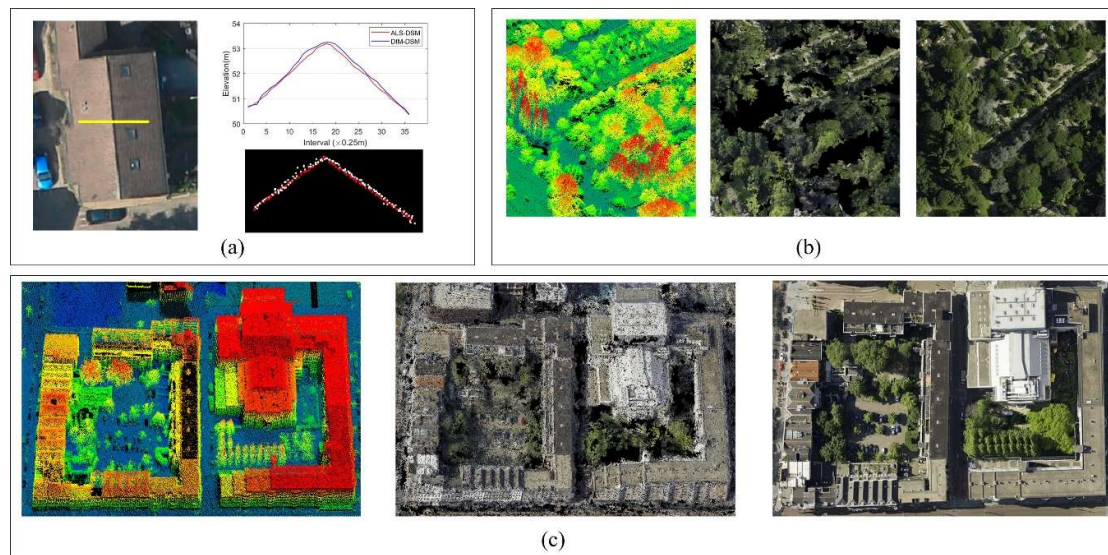 54
53
52
51
50
Elevation(m)
ALS-DSM
DIM-DSM
0 5 10 15 20 25 30 35 40
Interval (×0.25m)
(a)
(b)
(c)